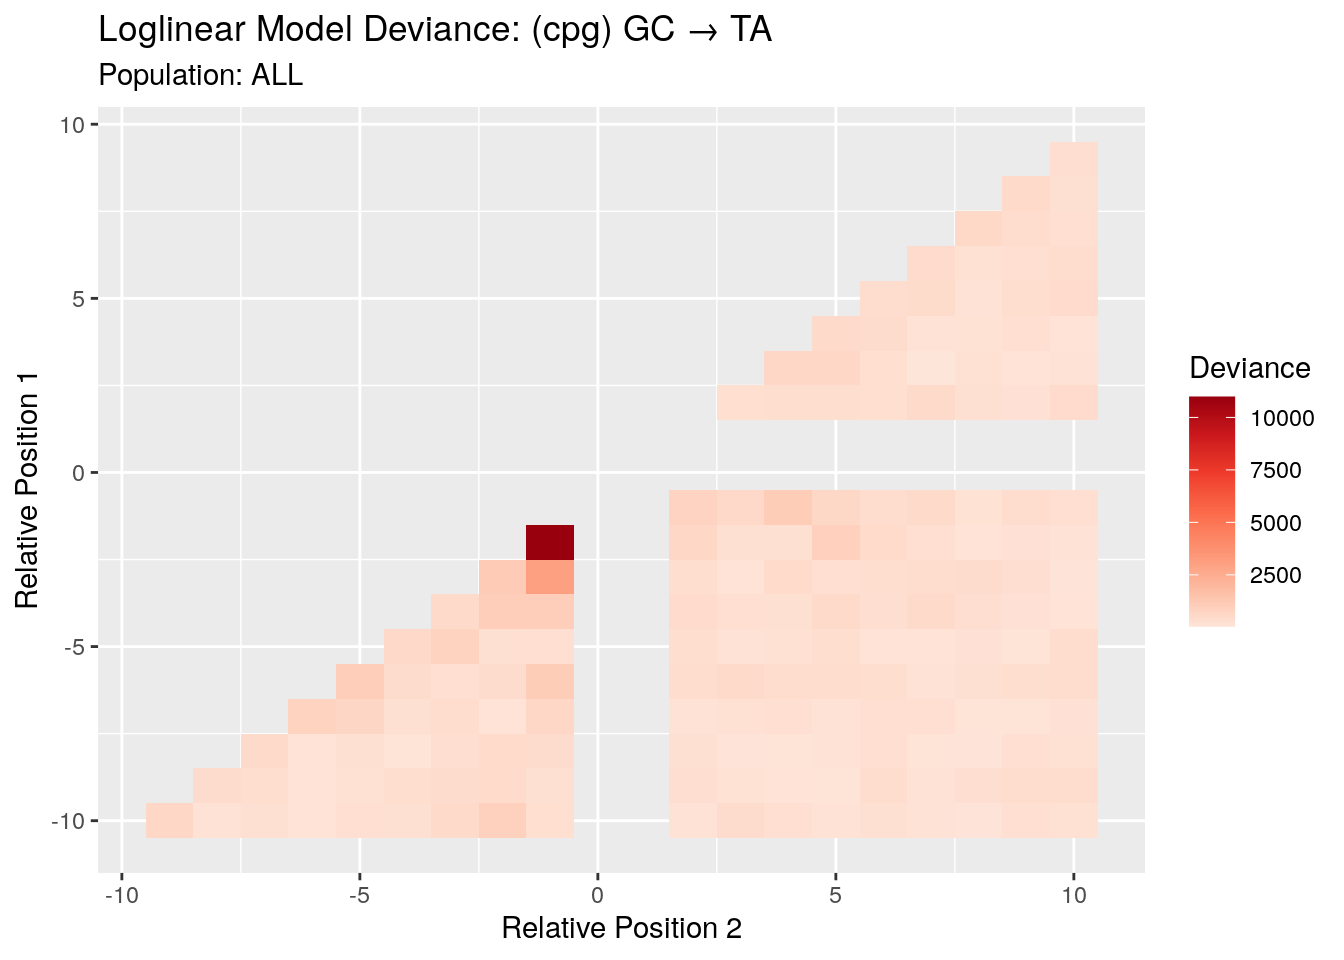 Loglinear Model Deviance: (cpg) GC → TA
Population: ALL
Relative Position 1
10
5
0
-5
-10
-10
-5
0
5
10
Relative Position 2
Deviance
10000
7500
5000
2500